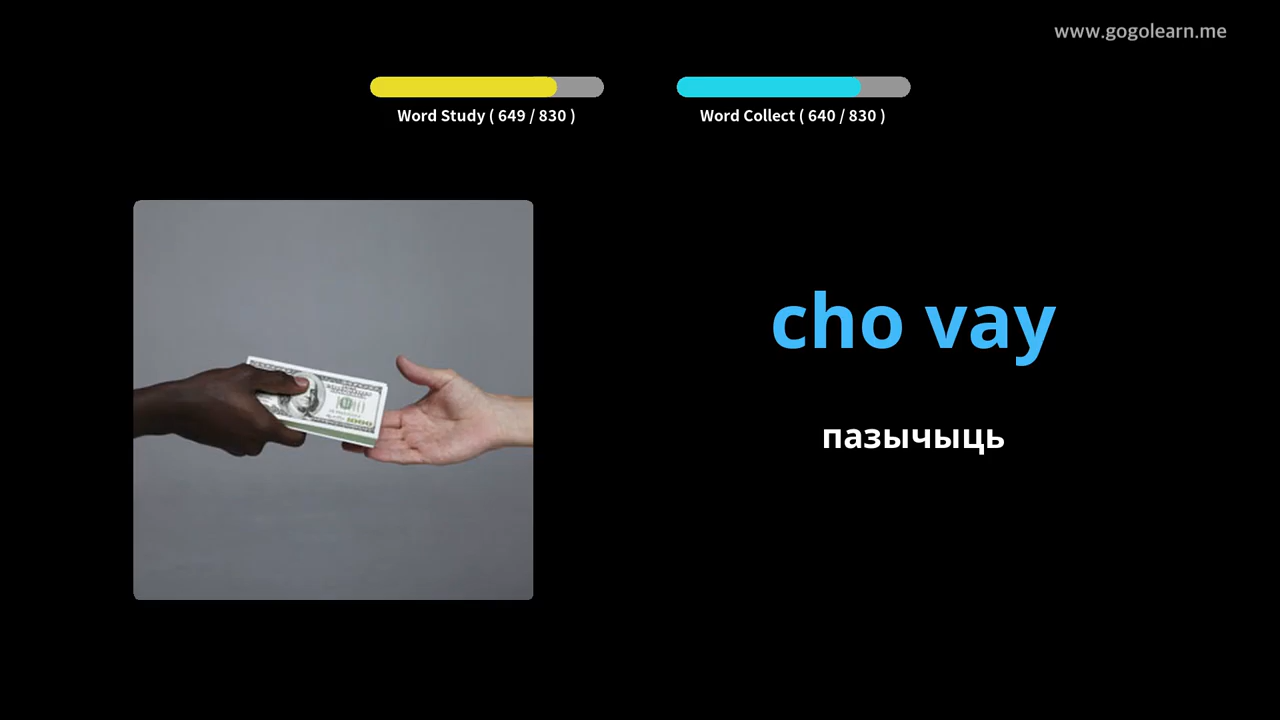 www.gogolearn.me
Word Study ( 649 / 830 )
Word Collect ( 640 / 830 )
cho vay
пазычыць